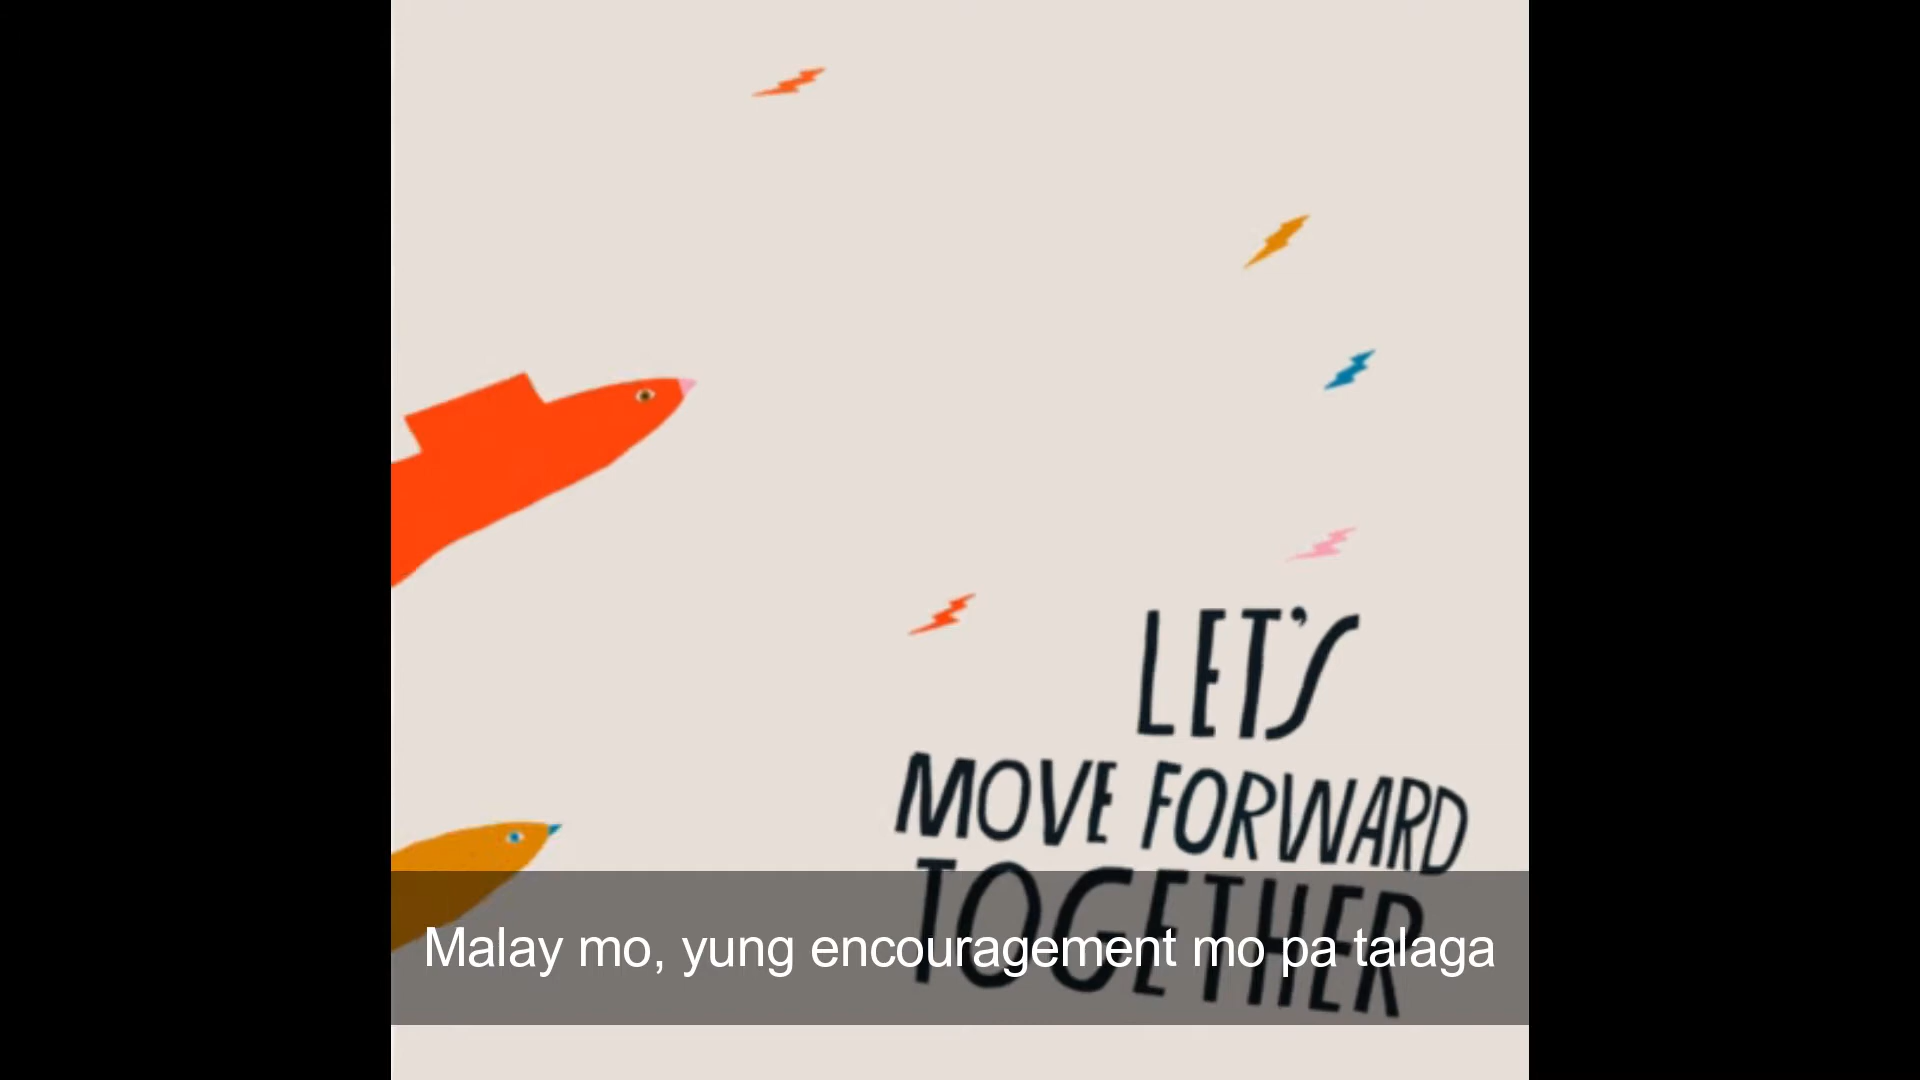 LET'S
MOVE FORWARD
TOGETHER
Malay mo, yung encouragement mo pa talaga